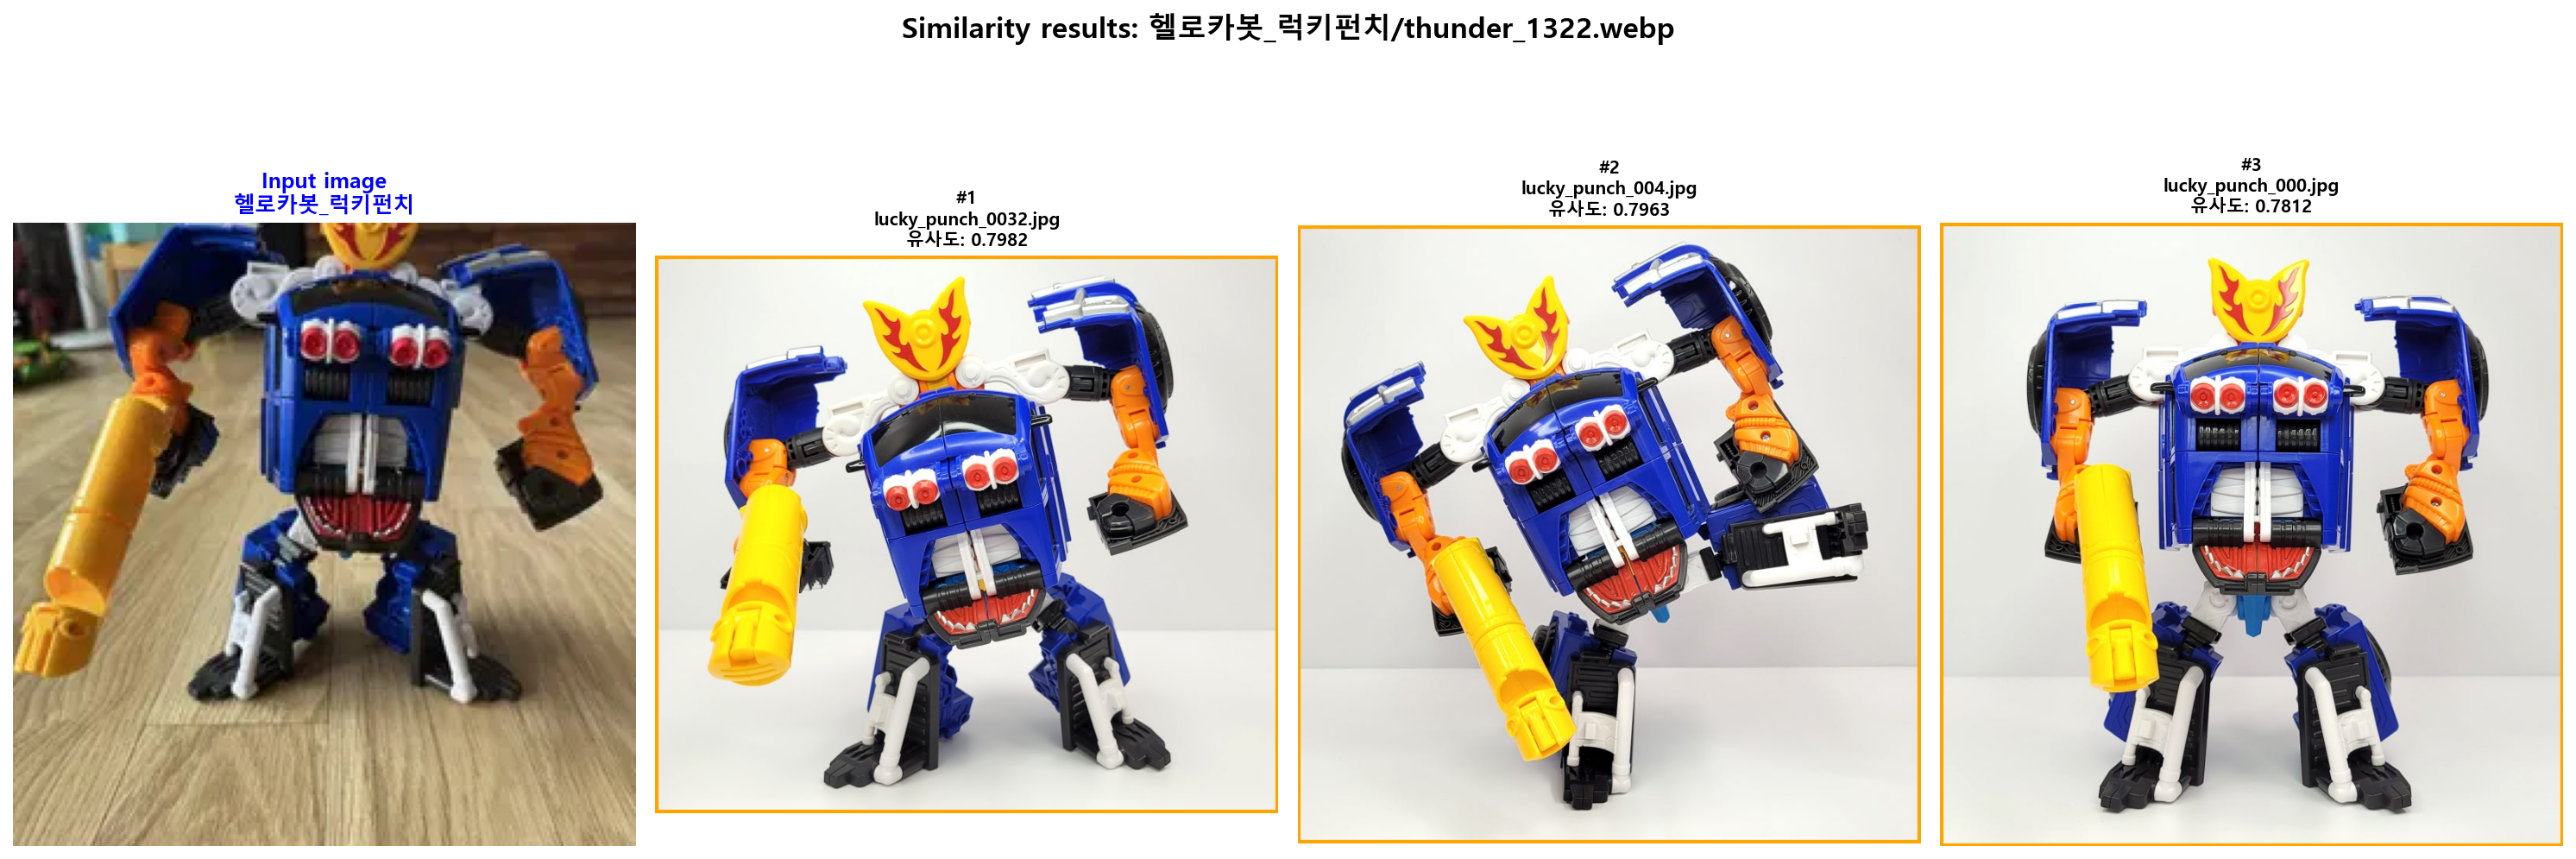 Similarity results: 헬로카봇_럭키펀치/thunder_1322.webp
Input image
헬로카봇_럭키펀치
#1
lucky_punch_0032.jpg
유사도: 0.7982
#2
lucky_punch_004.jpg
유사도: 0.7963
#3
lucky_punch_000.jpg
유사도: 0.7812